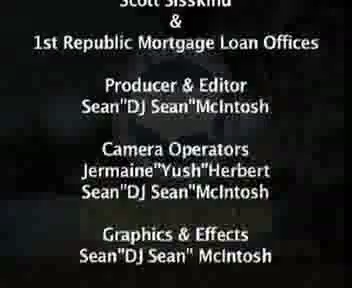 Scott Sisskind
&
1st Republic Mortgage Loan Offices
Producer & Editor
Sean"DJ Sean"McIntosh
Camera Operators
Jermaine"Yush"Herbert
Sean"DJ Sean"McIntosh
Graphics & Effects
Sean"DJ Sean" McIntosh